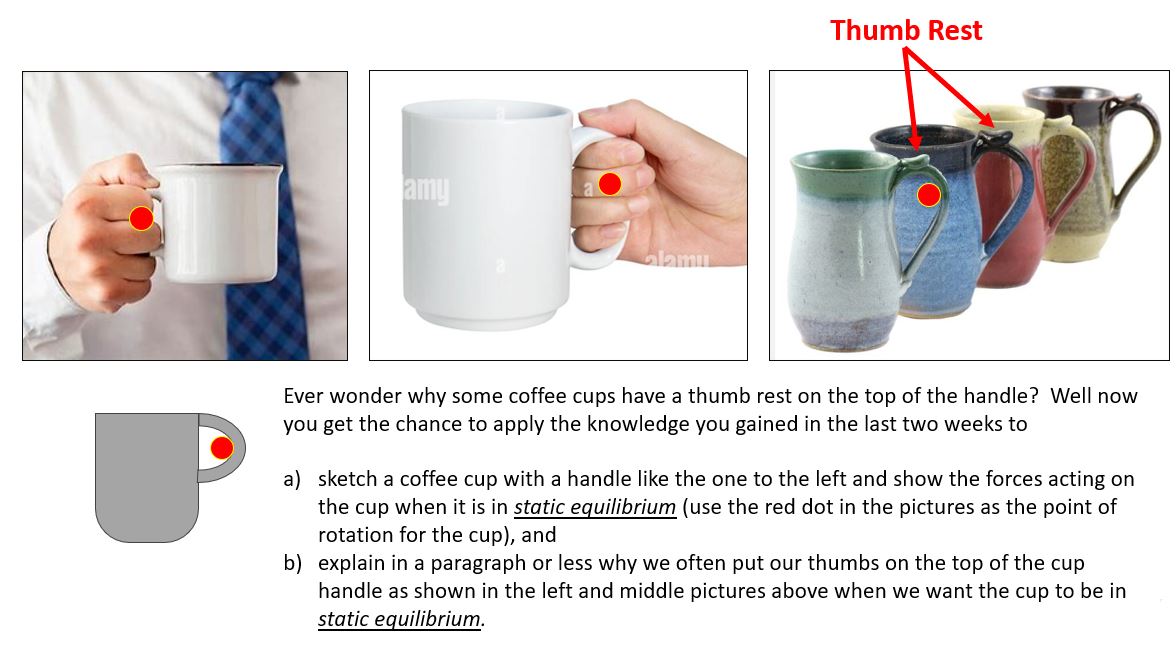 Thumb Rest
a
alamy
a
a
alamy
Ever wonder why some coffee cups have a thumb rest on the top of the handle?  Well now
you get the chance to apply the knowledge you gained in the last two weeks to
a) sketch a coffee cup with a handle like the one to the left and show the forces acting on
the cup when it is in static equilibrium (use the red dot in the pictures as the point of
rotation for the cup), and
b) explain in a paragraph or less why we often put our thumbs on the top of the cup
handle as shown in the left and middle pictures above when we want the cup to be in
static equilibrium.